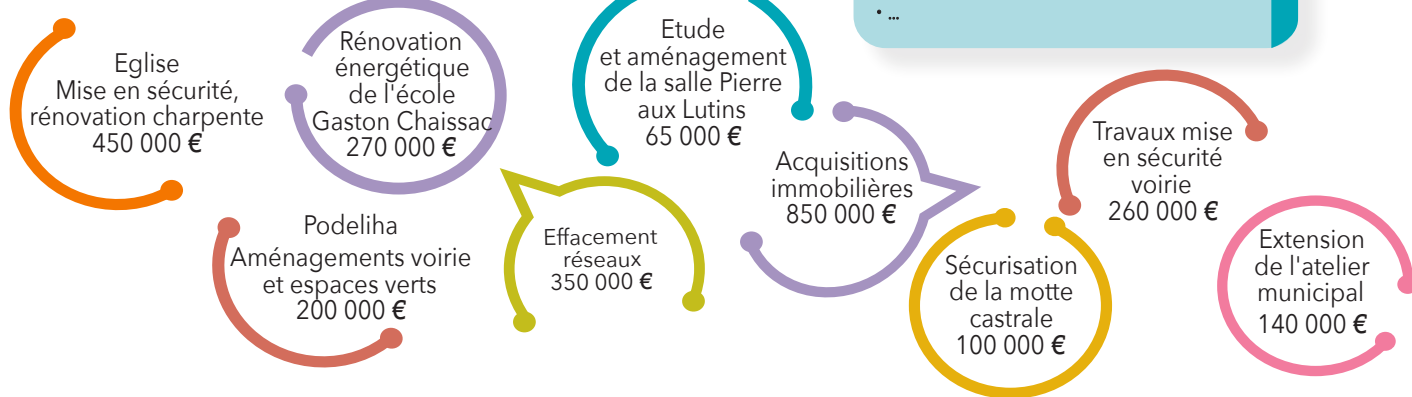 • ...
Eglise
Mise en sécurité,
rénovation charpente
450 000 €
Rénovation
énergétique
de l'école
Gaston Chaissac
270 000 €
Etude
et aménagement
de la salle Pierre
aux Lutins
65 000 €
Podeliha
Aménagements voirie
et espaces verts
200 000 €
Effacement
réseaux
350 000 €
Acquisitions
immobilières
850 000 €
Travaux mise
en sécurité
voirie
260 000 €
Sécurisation
de la motte
castrale
100 000 €
Extension
de l'atelier
municipal
140 000 €